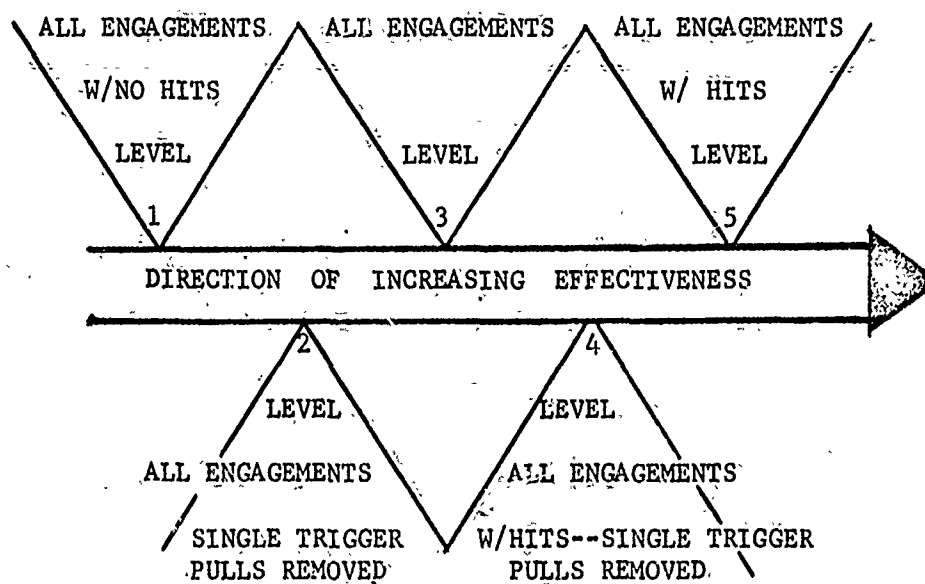 ALL ENGAGEMENTS
W/NO HITS
LEVEL
1
ALL ENGAGEMENTS
LEVEL
3
ALL ENGAGEMENTS
W/ HITS
LEVEL
5
DIRECTION OF INCREASING EFFECTIVENESS
2
LEVEL
ALL ENGAGEMENTS
SINGLE TRIGGER
PULLS REMOVED
4
LEVEL
ALL ENGAGEMENTS
W/HITS--SINGLE TRIGGER
PULLS REMOVED